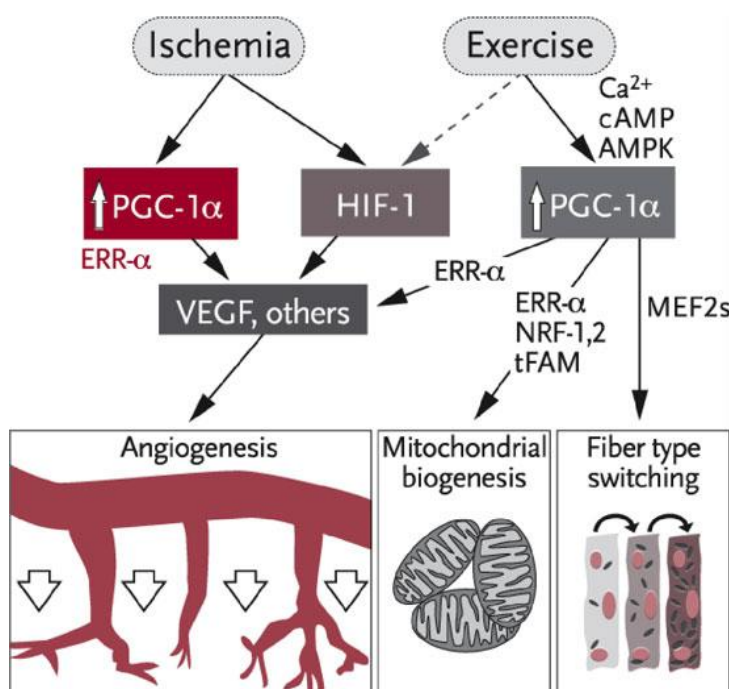 Ischemia
Exercise
Ca²⁺
cAMP
AMPK
PGC-1α
HIF-1
PGC-1α
ERR-α
ERR-α
VEGF, others
ERR-α
NRF-1,2
tFAM
MEF2s
Angiogenesis
Mitochondrial
biogenesis
Fiber type
switching